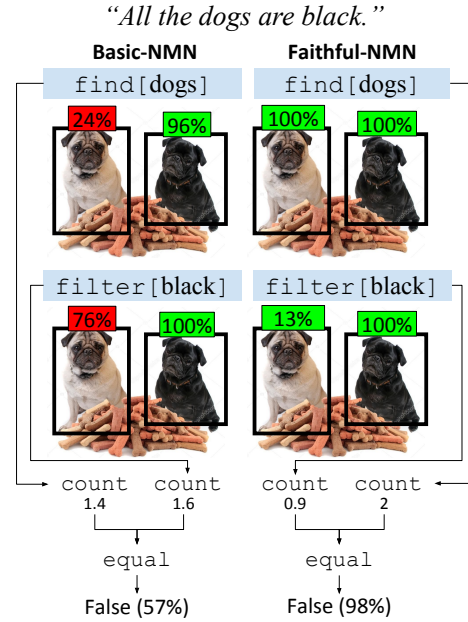 “All the dogs are black.”
Basic-NMN Faithful-NMN
find[dogs] find[dogs]
24% 96% 100% 100%
filter[black] filter[black]
76% 100% 13% 100%
count count count count
1.4 1.6 0.9 2
equal equal
False (57%) False (98%)